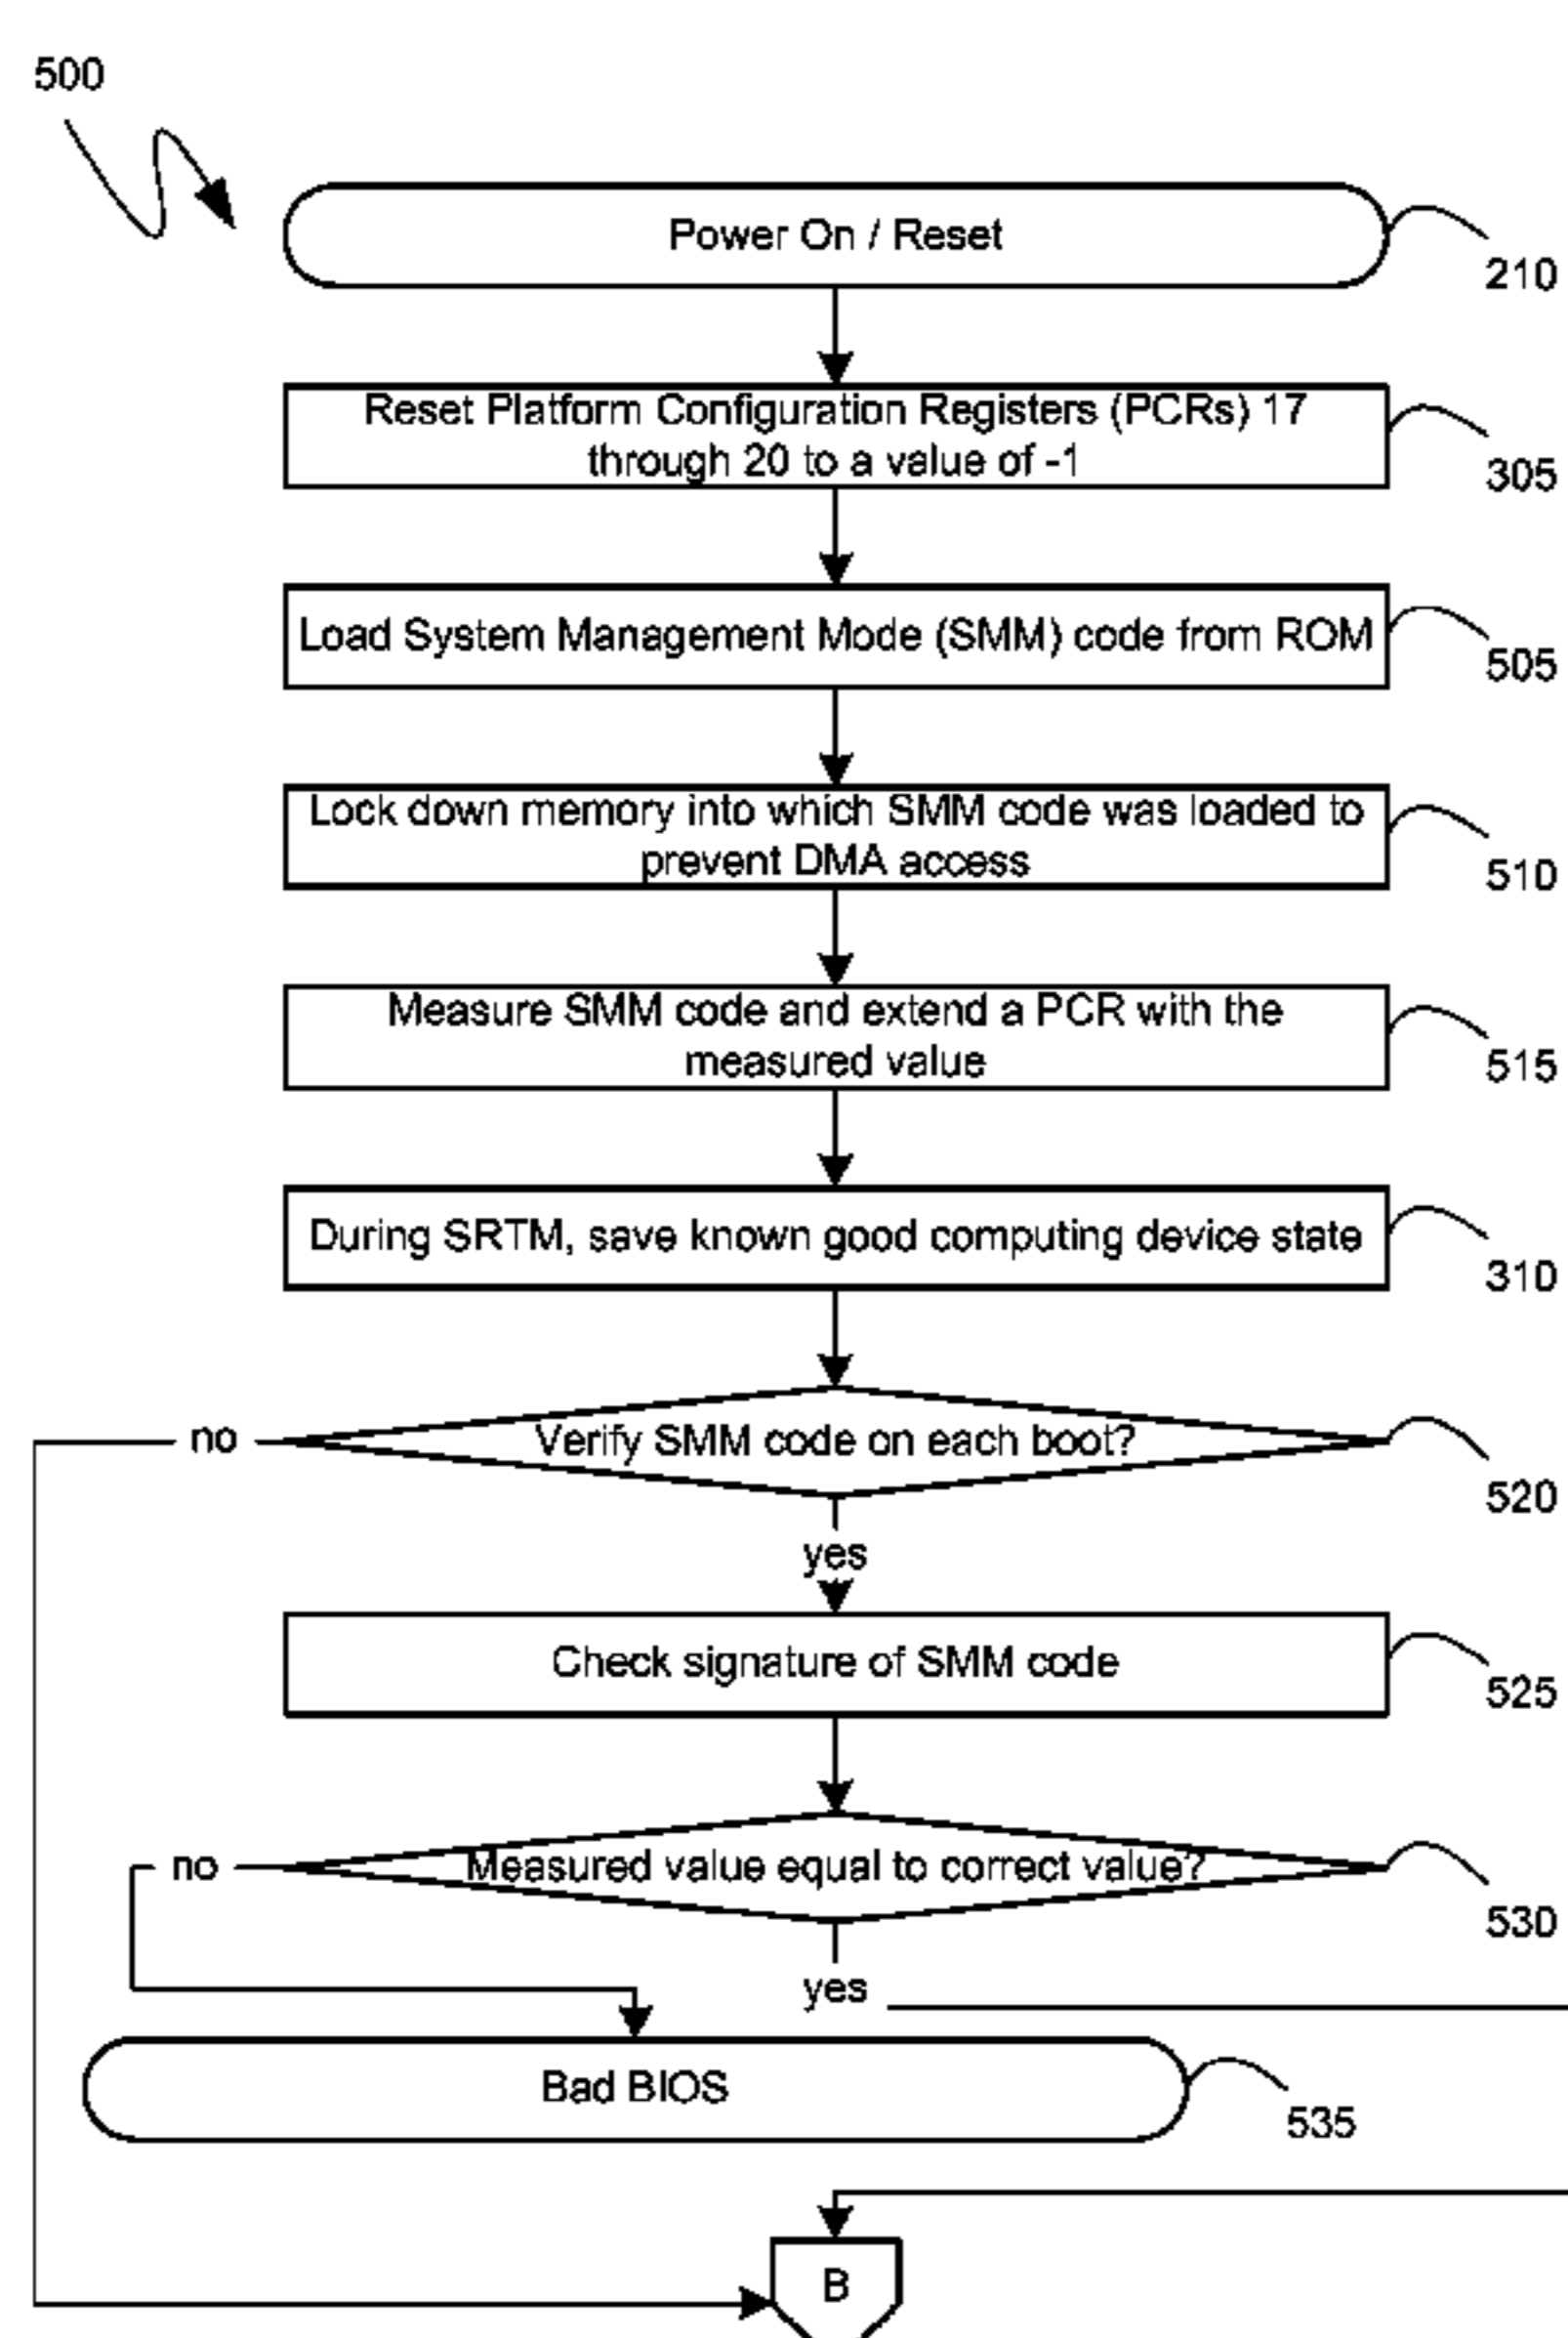 500
Power On / Reset
210
Reset Platform Configuration Registers (PCRs) 17
through 20 to a value of -1
305
Load System Management Mode (SMM) code from ROM
505
Lock down memory into which SMM code was loaded to
prevent DMA access
510
Measure SMM code and extend a PCR with the
measured value
515
During SRTM, save known good computing device state
310
no
Verify SMM code on each boot?
520
yes
Check signature of SMM code
525
no
Measured value equal to correct value?
530
yes
Bad BIOS
535
B